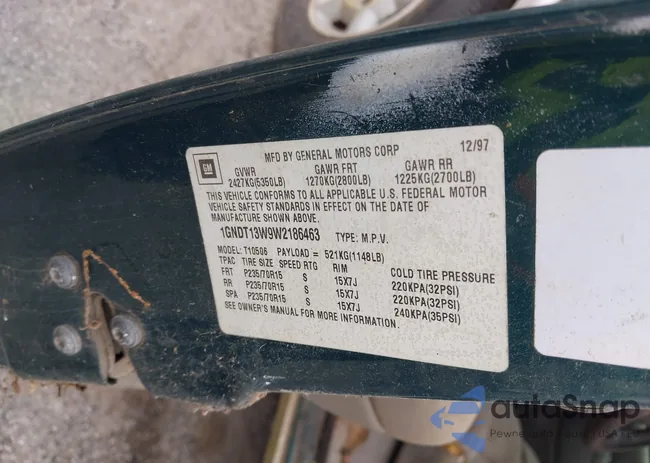 MFD BY GENERAL MOTORS CORP 12/97
GM
GVWR GAWR FRT GAWR RR
2427KG(5350LB) 1270KG(2800LB) 1225KG(2700LB)
THIS VEHICLE CONFORMS TO ALL APPLICABLE U.S. FEDERAL MOTOR
VEHICLE SAFETY STANDARDS IN EFFECT ON THE DATE OF
MANUFACTURE SHOWN ABOVE.
1GNDT13W9W2186463 TYPE: M.P.V.
MODEL: T10506 PAYLOAD = 521KG(1148LB)
TPAC TIRE SIZE SPEED RTG RIM COLD TIRE PRESSURE
FRT P235/70R15 S 15X7J 220KPA(32PSI)
RR P235/70R15 S 15X7J 220KPA(32PSI)
SPA P235/70R15 S 15X7J 240KPA(35PSI)
SEE OWNER'S MANUAL FOR MORE INFORMATION.
autoSnap